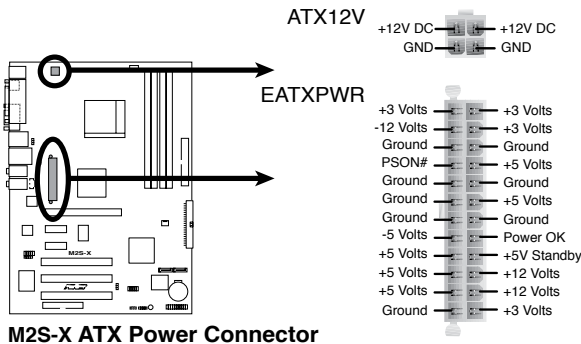 ATX12V
+12V DC +12V DC
GND GND
EATXPWR
+3 Volts +3 Volts
-12 Volts +3 Volts
Ground Ground
PSON# +5 Volts
Ground Ground
Ground +5 Volts
Ground Ground
-5 Volts Power OK
+5 Volts +5V Standby
+5 Volts +12 Volts
+5 Volts +12 Volts
Ground +3 Volts
M2S-X
M2S-X ATX Power Connector